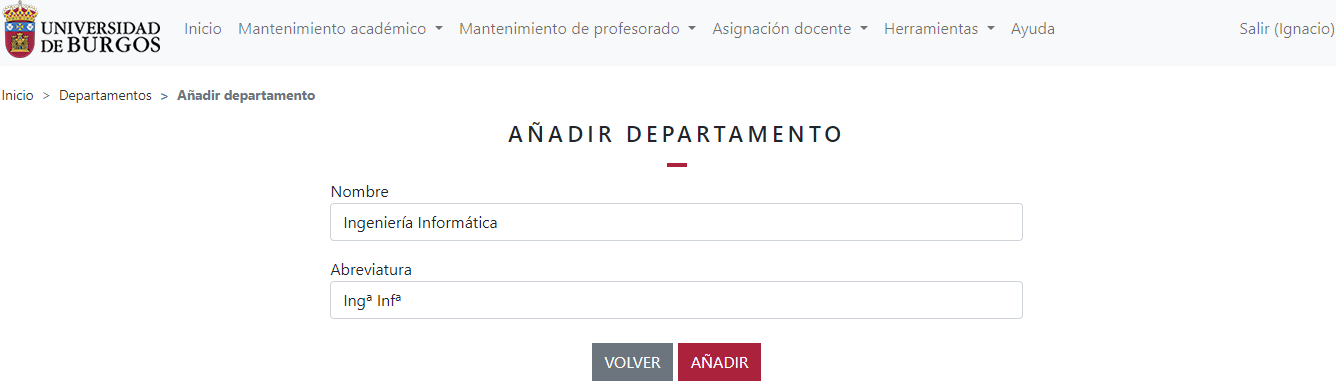 UNIVERSIDAD
DE BURGOS
Inicio Mantenimiento académico Mantenimiento de profesorado Asignación docente Herramientas Ayuda Salir (Ignacio)
Inicio > Departamentos > Añadir departamento
AÑADIR DEPARTAMENTO
Nombre
Ingeniería Informática
Abreviatura
Ingª Infª
VOLVER AÑADIR